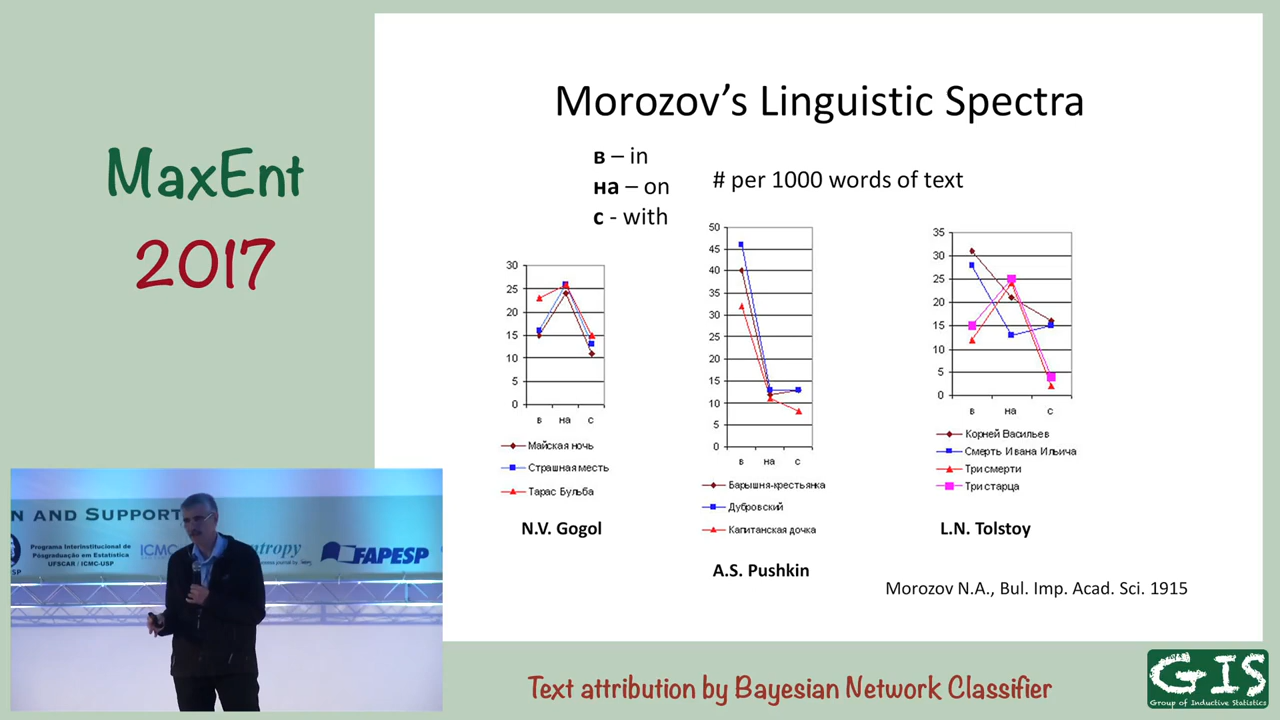 MaxEnt
2017
Morozov's Linguistic Spectra
в – in
на – on
с - with
# per 1000 words of text
30
25
20
15
10
5
0
в на с
Майская ночь
Страшная месть
Тарас Бульба
N.V. Gogol
50
45
40
35
30
25
20
15
10
5
0
в на с
Барышня-крестьянка
Дубровский
Капитанская дочка
A.S. Pushkin
35
30
25
20
15
10
5
0
в на с
Корней Васильев
Смерть Ивана Ильича
Три смерти
Три старца
L.N. Tolstoy
Morozov N.A., Bul. Imp. Acad. Sci. 1915
N AND SUPPORT
Programa Interinstitucional de
Pósgraduação em Estatística
UFSCAR / ICMC-USP
ICMC
FAPESP
Text attribution by Bayesian Network Classifier
GIS
Group of Inductive Statistics